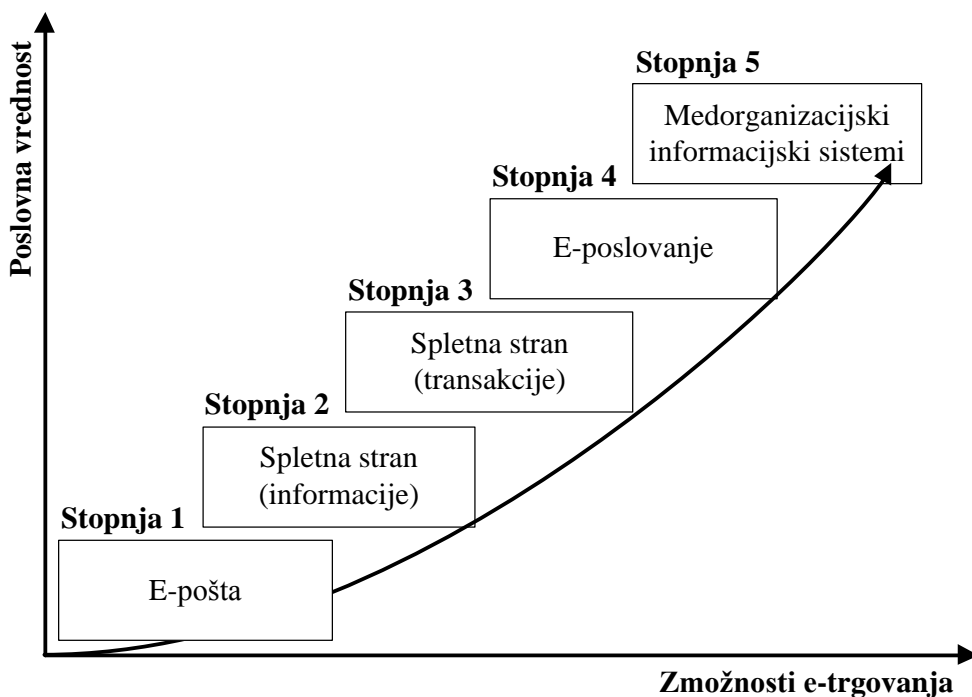 Poslovna vrednost
Stopnja 5
Medorganizacijski
informacijski sistemi
Stopnja 4
E-poslovanje
Stopnja 3
Spletna stran
(transakcije)
Stopnja 2
Spletna stran
(informacije)
Stopnja 1
E-pošta
Zmožnosti e-trgovanja